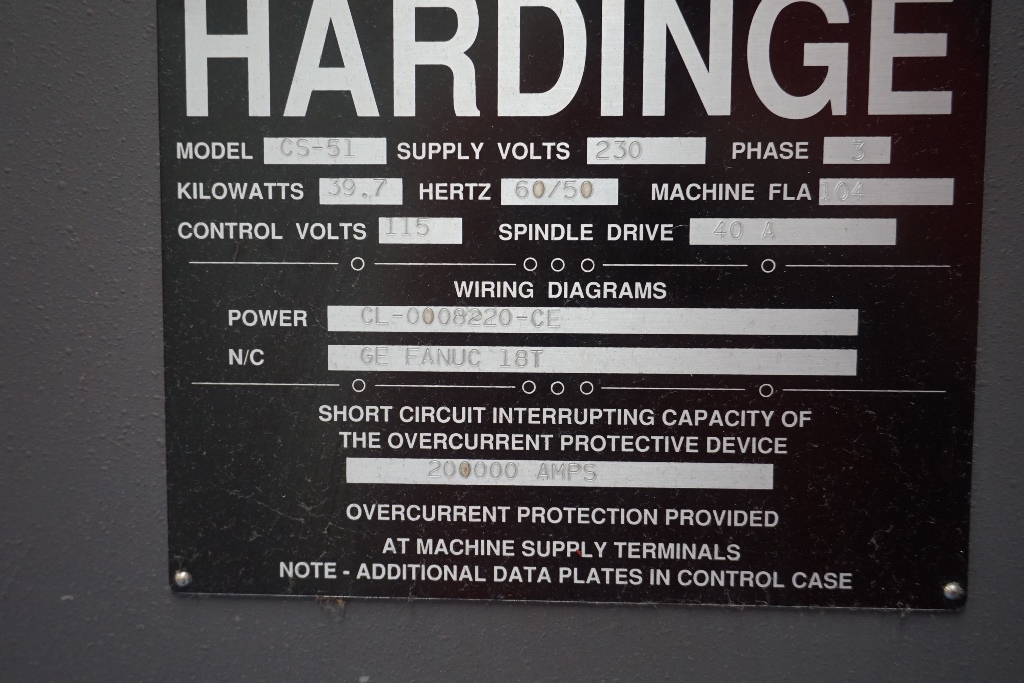 HARDINGE
MODEL CS-51 SUPPLY VOLTS 230 PHASE 3
KILOWATTS 39.7 HERTZ 60/50 MACHINE FLA 104
CONTROL VOLTS 115 SPINDLE DRIVE 40 A
WIRING DIAGRAMS
POWER CL-0008220-CE
N/C GE FANUC 18T
SHORT CIRCUIT INTERRUPTING CAPACITY OF
THE OVERCURRENT PROTECTIVE DEVICE
200000 AMPS
OVERCURRENT PROTECTION PROVIDED
AT MACHINE SUPPLY TERMINALS
NOTE - ADDITIONAL DATA PLATES IN CONTROL CASE